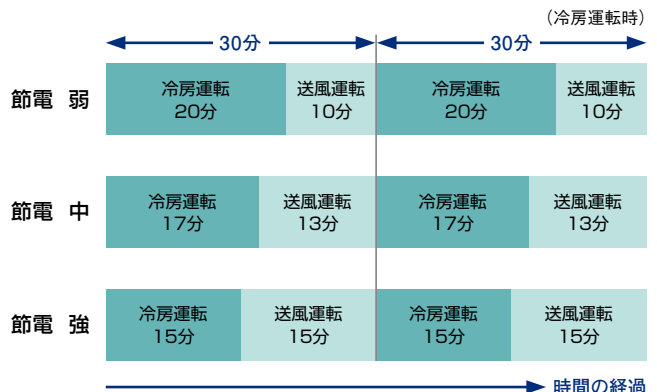 （冷房運転時）
30分 30分
節電 弱
冷房運転 送風運転 冷房運転 送風運転
20分 10分 20分 10分
節電 中
冷房運転 送風運転 冷房運転 送風運転
17分 13分 17分 13分
節電 強
冷房運転 送風運転 冷房運転 送風運転
15分 15分 15分 15分
時間の経過